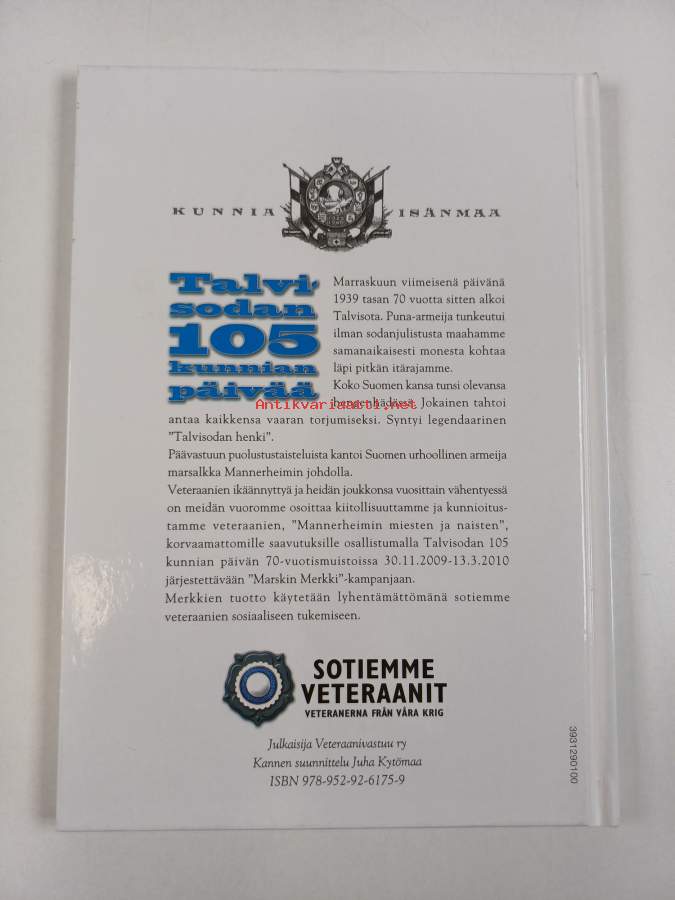 KUNNIA ISÄNMAA
Talvi-
sodan
105
kunnian
päivää
Marraskuun viimeisenä päivänä
1939 tasan 70 vuotta sitten alkoi
Talvisota. Puna-armeija tunkeutui
ilman sodanjulistusta maahamme
samanaikaisesti monesta kohtaa
läpi pitkän itärajamme.
Koko Suomen kansa tunsi olevansa
Antikvariaatti.net
hengenhädässä. Jokainen tahtoi
antaa kaikkensa vaaran torjumiseksi. Syntyi legendaarinen
"Talvisodan henki".
Päävastuun puolustustaisteluista kantoi Suomen urhoollinen armeija
marsalkka Mannerheimin johdolla.
Veteraanien ikäännyttyä ja heidän joukkonsa vuosittain vähentyessä
on meidän vuoromme osoittaa kiitollisuuttamme ja kunnioitus-
tamme veteraanien, "Mannerheimin miesten ja naisten",
korvaamattomille saavutuksille osallistumalla Talvisodan 105
kunnian päivän 70-vuotismuistoissa 30.11.2009-13.3.2010
järjestettävään "Marskin Merkki"-kampanjaan.
Merkkien tuotto käytetään lyhentämättömänä sotiemme
veteraanien sosiaaliseen tukemiseen.
SOTIEMME
VETERAANIT
VETERANERNA FRÅN VÅRA KRIG
Julkaisija Veteraanivastuu ry
Kannen suunnittelu Juha Kytömaa
ISBN 978-952-92-6175-9
3931290100